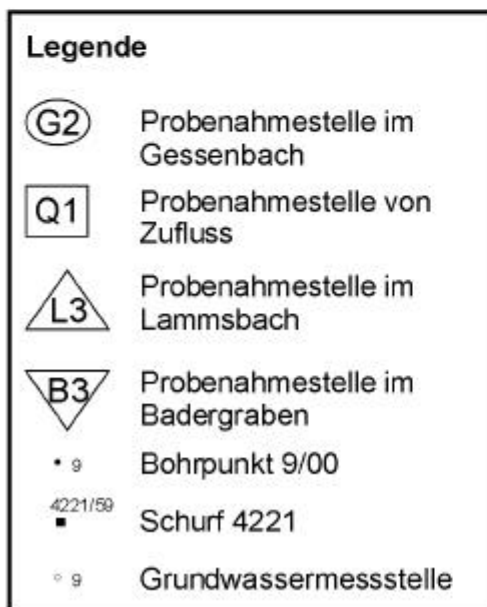 Legende
G2 Probenahmestelle im
Gessenbach
Q1 Probenahmestelle von
Zufluss
L3 Probenahmestelle im
Lammsbach
B3 Probenahmestelle im
Badergraben
9 Bohrpunkt 9/00
4221/59
Schurf 4221
9 Grundwassermessstelle